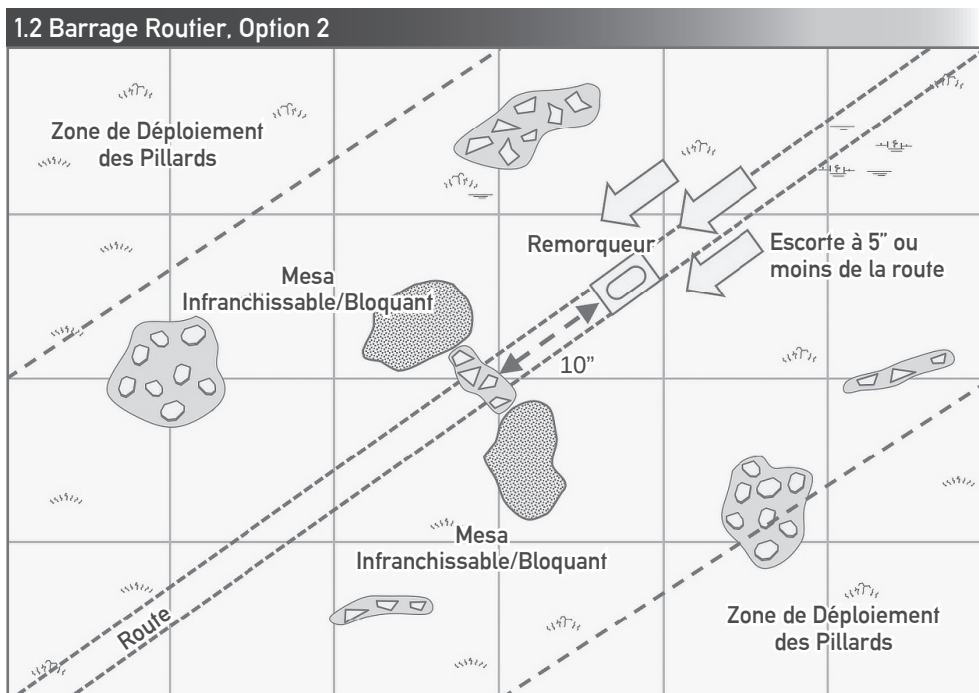 1.2 Barrage Routier, Option 2
Zone de Déploiement
des Pillards
Remorqueur
Escorte à 5” ou
moins de la route
Mesa
Infranchissable/Bloquant
10”
Mesa
Infranchissable/Bloquant
Route
Zone de Déploiement
des Pillards